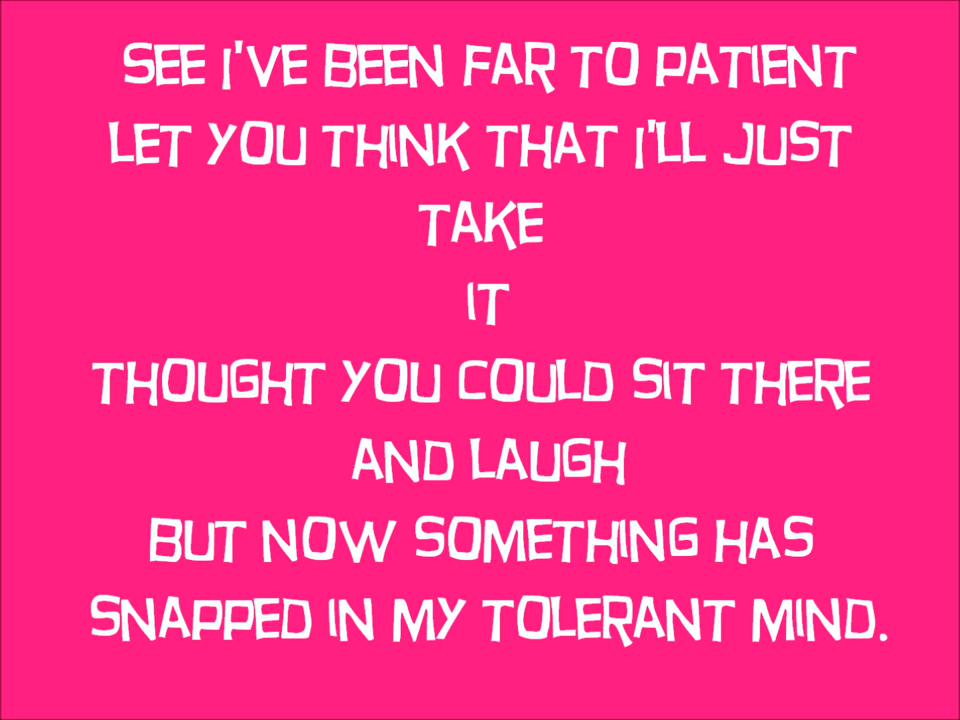 SEE I'VE BEEN FAR TO PATIENT
LET YOU THINK THAT I'LL JUST
TAKE
IT
THOUGHT YOU COULD SIT THERE
AND LAUGH
BUT NOW SOMETHING HAS
SNAPPED IN MY TOLERANT MIND.